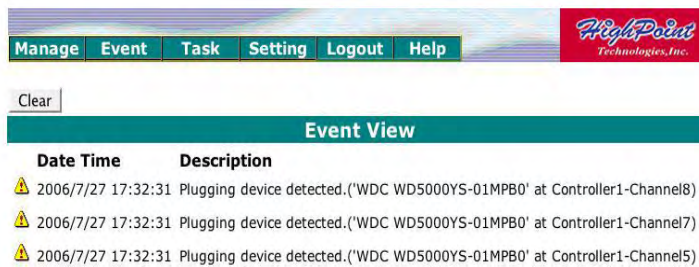 HighPoint
Technologies,Inc.
Manage Event Task Setting Logout Help
Clear
Event View
Date Time Description
2006/7/27 17:32:31 Plugging device detected.('WDC WD5000YS-01MPB0' at Controller1-Channel8)
2006/7/27 17:32:31 Plugging device detected.('WDC WD5000YS-01MPB0' at Controller1-Channel7)
2006/7/27 17:32:31 Plugging device detected.('WDC WD5000YS-01MPB0' at Controller1-Channel5)